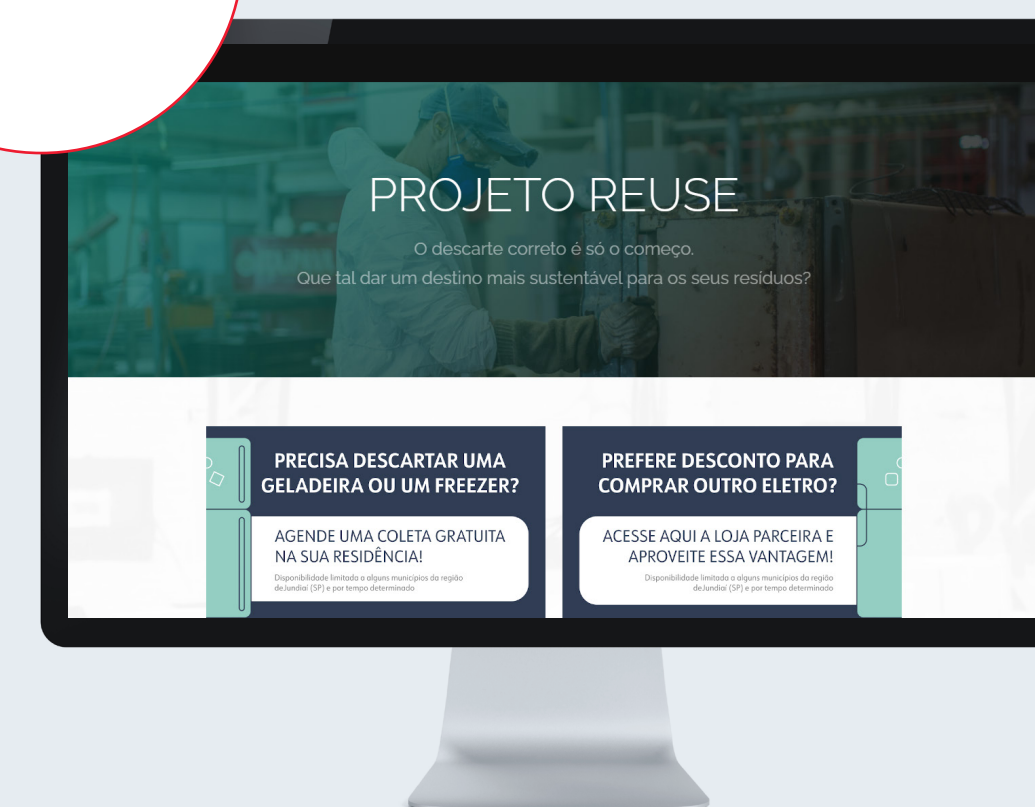 PROJETO REUSE
O descarte correto é só o começo.
Que tal dar um destino mais sustentável para os seus resíduos?
PRECISA DESCARTAR UMA
GELADEIRA OU UM FREEZER?
AGENDE UMA COLETA GRATUITA
NA SUA RESIDÊNCIA!
Disponibilidade limitada a alguns municípios da região
deJundiaí (SP) e por tempo determinado
PREFERE DESCONTO PARA
COMPRAR OUTRO ELETRO?
ACESSE AQUI A LOJA PARCEIRA E
APROVEITE ESSA VANTAGEM!
Disponibilidade limitada a alguns municípios da região
deJundiaí (SP) e por tempo determinado